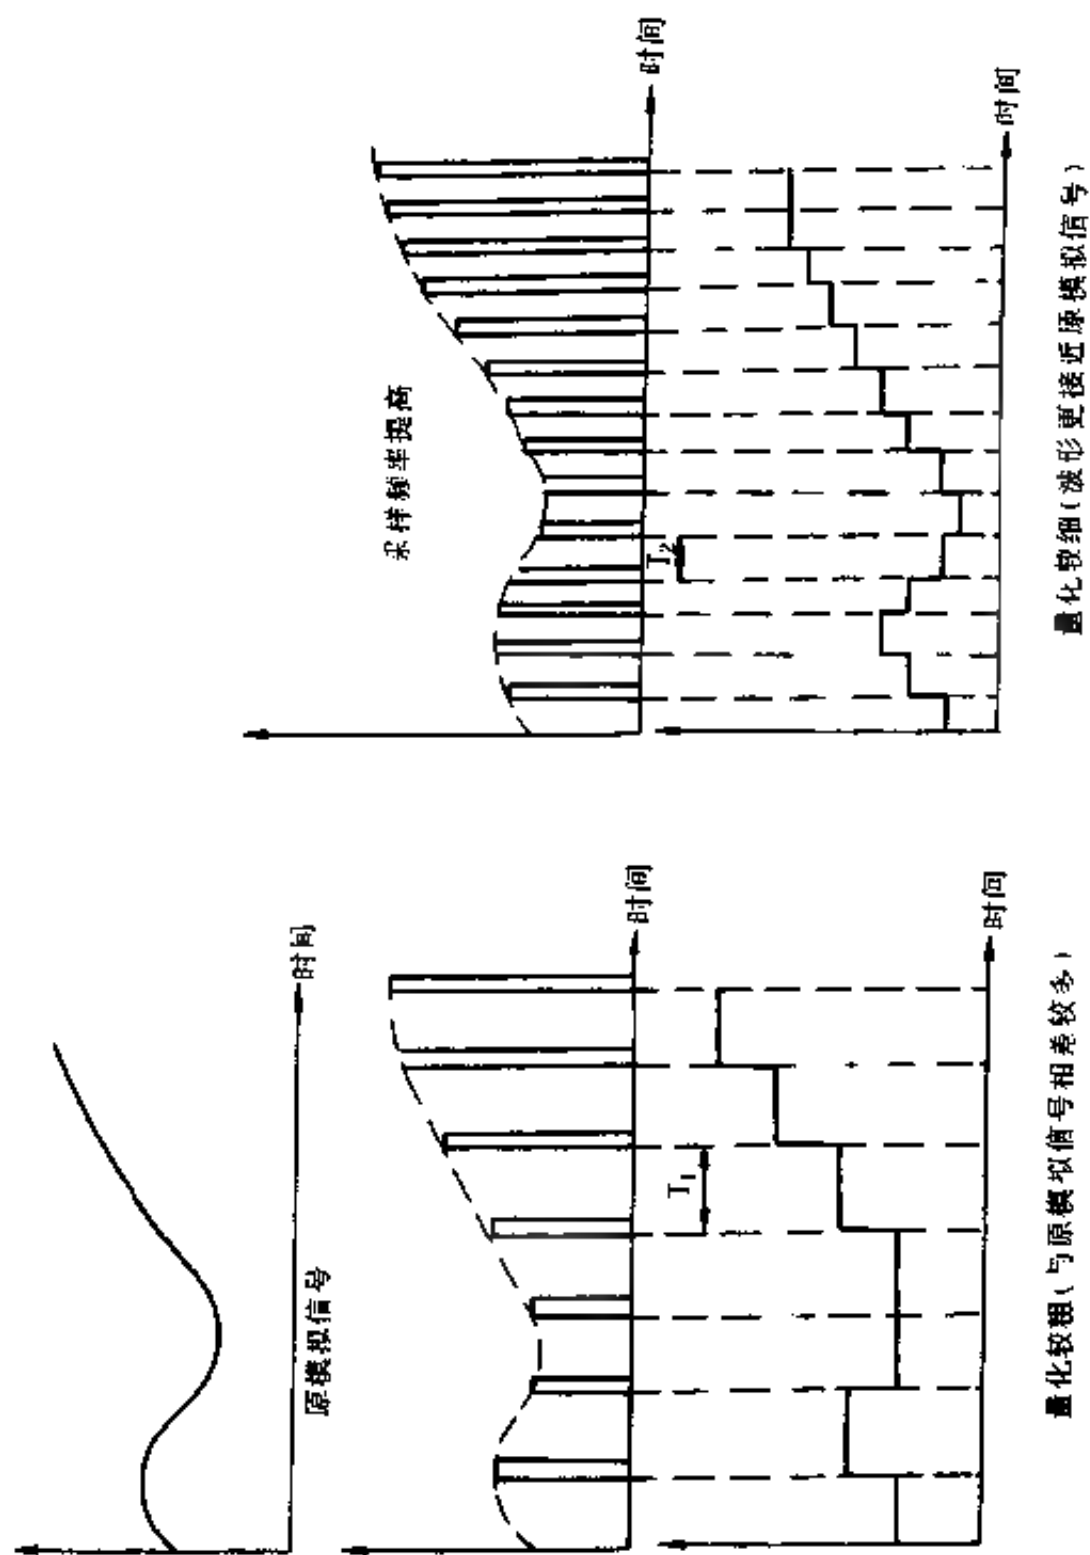 时间
原模拟信号
时间
T₁
时间
量化较粗(与原模拟信号相差较多)
采样频率提高
时间
T₂
时间
量化较细(波形更接近原模拟信号)